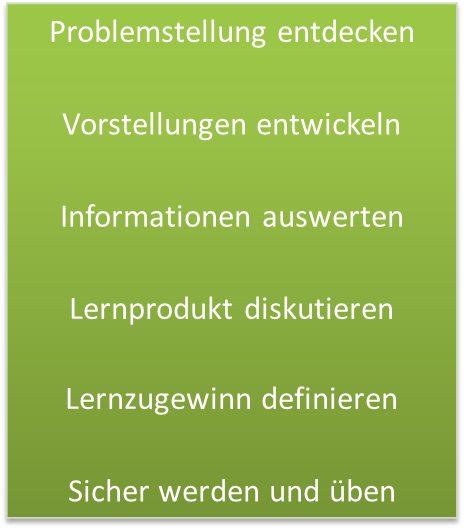 Problemstellung entdecken
Vorstellungen entwickeln
Informationen auswerten
Lernprodukt diskutieren
Lernzugewinn definieren
Sicher werden und üben